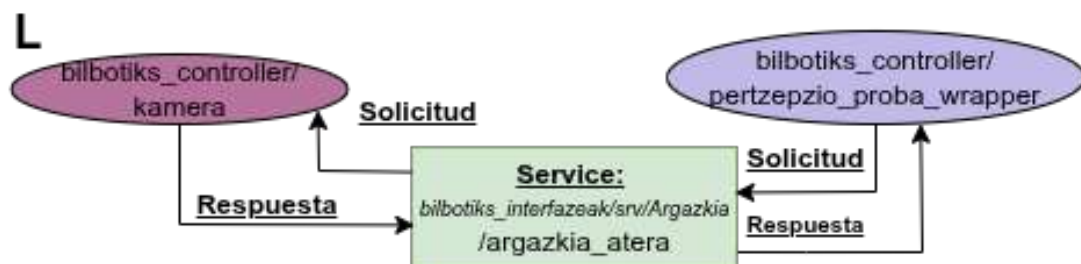 L
bilbotiks_controller/
kamera
Solicitud
Respuesta
Service:
bilbotiks_interfazeak/srv/Argazkia
/argazkia_atera
bilbotiks_controller/
pertzepzio_proba_wrapper
Solicitud
Respuesta